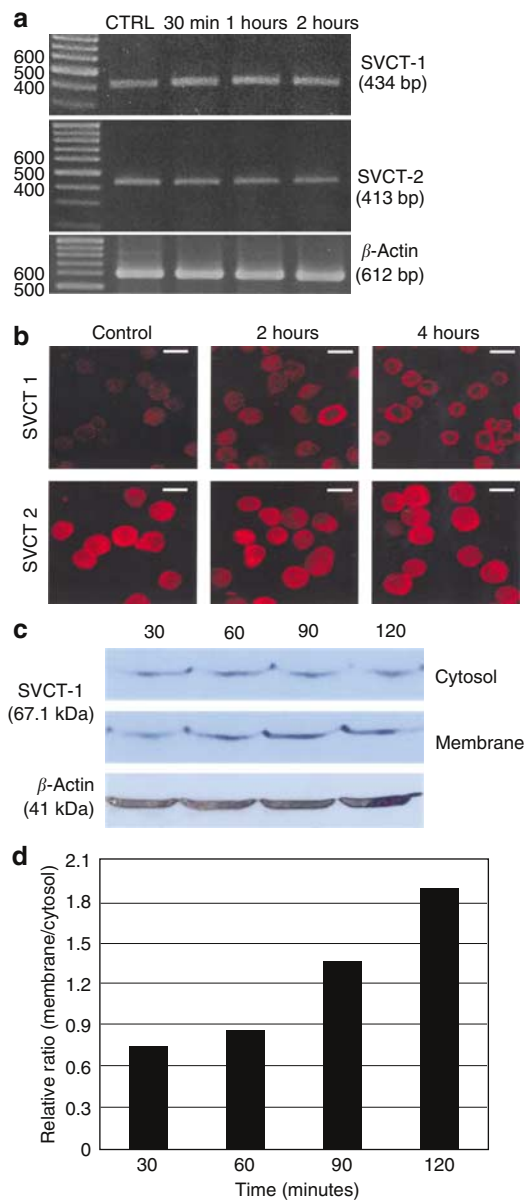 a
CTRL 30 min 1 hours 2 hours
600
500
400
SVCT-1
(434 bp)
600
500
400
SVCT-2
(413 bp)
600
500
β-Actin
(612 bp)
b
Control 2 hours 4 hours
SVCT 1
SVCT 2
c
30 60 90 120
SVCT-1
(67.1 kDa)
Cytosol
Membrane
β-Actin
(41 kDa)
d
Relative ratio (membrane/cytosol)
2.1
1.8
1.5
1.2
0.9
0.6
0.3
0
30 60 90 120
Time (minutes)